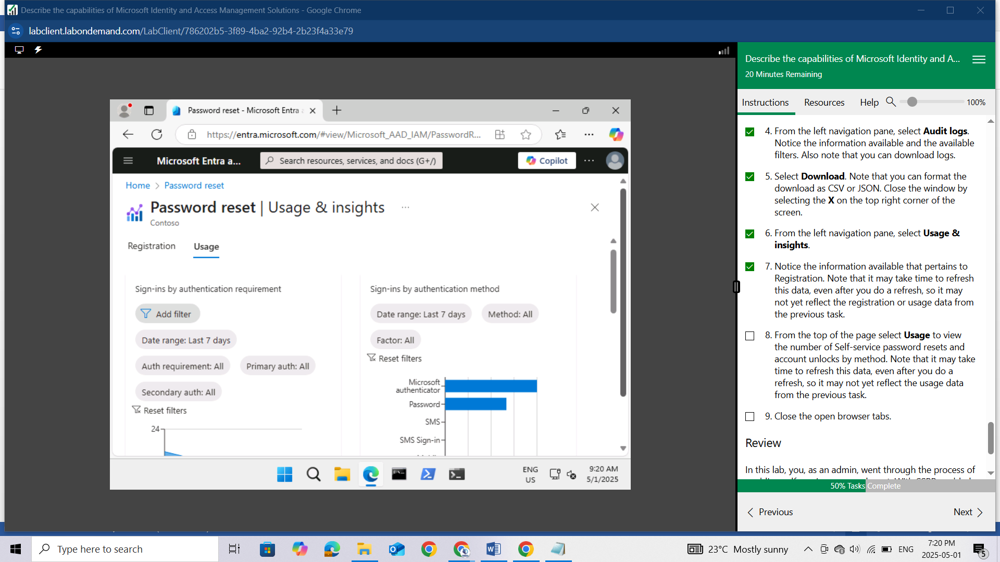 Describe the capabilities of Microsoft Identity and Access Management Solutions - Google Chrome
labclient.labondemand.com/LabClient/786202b5-3f89-4ba2-92b4-2b23f4a33e79
Password reset - Microsoft Entra
https://entra.microsoft.com/#view/Microsoft_AAD_IAM/PasswordR...
Microsoft Entra a...
Search resources, services, and docs (G+/)
Copilot
Home > Password reset
Password reset | Usage & insights
Contoso
Registration
Usage
Sign-ins by authentication requirement
Add filter
Date range: Last 7 days
Auth requirement: All
Primary auth: All
Secondary auth: All
Reset filters
24
Sign-ins by authentication method
Date range: Last 7 days
Method: All
Factor: All
Reset filters
Microsoft
authenticator
Password
SMS
SMS Sign-in
ENG
US
9:20 AM
5/1/2025
Describe the capabilities of Microsoft Identity and A...
20 Minutes Remaining
Instructions
Resources
Help
100%
4. From the left navigation pane, select Audit logs.
Notice the information available and the available
filters. Also note that you can download logs.
5. Select Download. Note that you can format the
download as CSV or JSON. Close the window by
selecting the X on the top right corner of the
screen.
6. From the left navigation pane, select Usage &
insights.
7. Notice the information available that pertains to
Registration. Note that it may take time to refresh
this data, even after you do a refresh, so it may
not yet reflect the registration or usage data from
the previous task.
8. From the top of the page select Usage to view
the number of Self-service password resets and
account unlocks by method. Note that it may take
time to refresh this data, even after you do a
refresh, so it may not yet reflect the usage data
from the previous task.
9. Close the open browser tabs.
Review
In this lab, you, as an admin, went through the process of
50% Tasks Complete
Previous
Next
Type here to search
23°C Mostly sunny
ENG
7:20 PM
2025-05-01
5